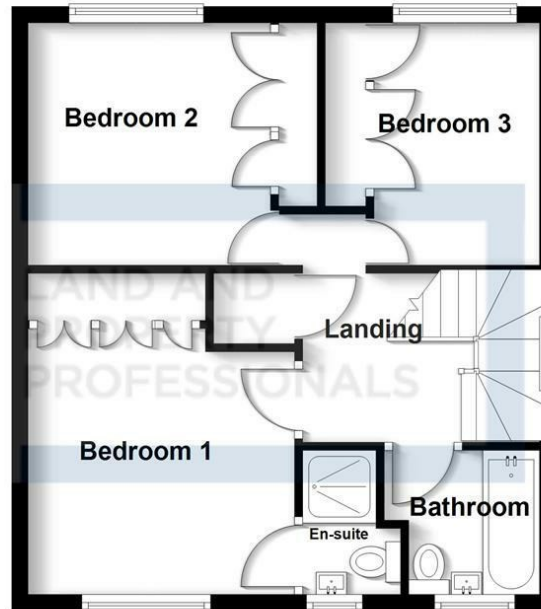 Bedroom 2
Bedroom 3
LAND AND
PROPERTY
PROFESSIONALS
Landing
Bedroom 1
Bathroom
En-suite